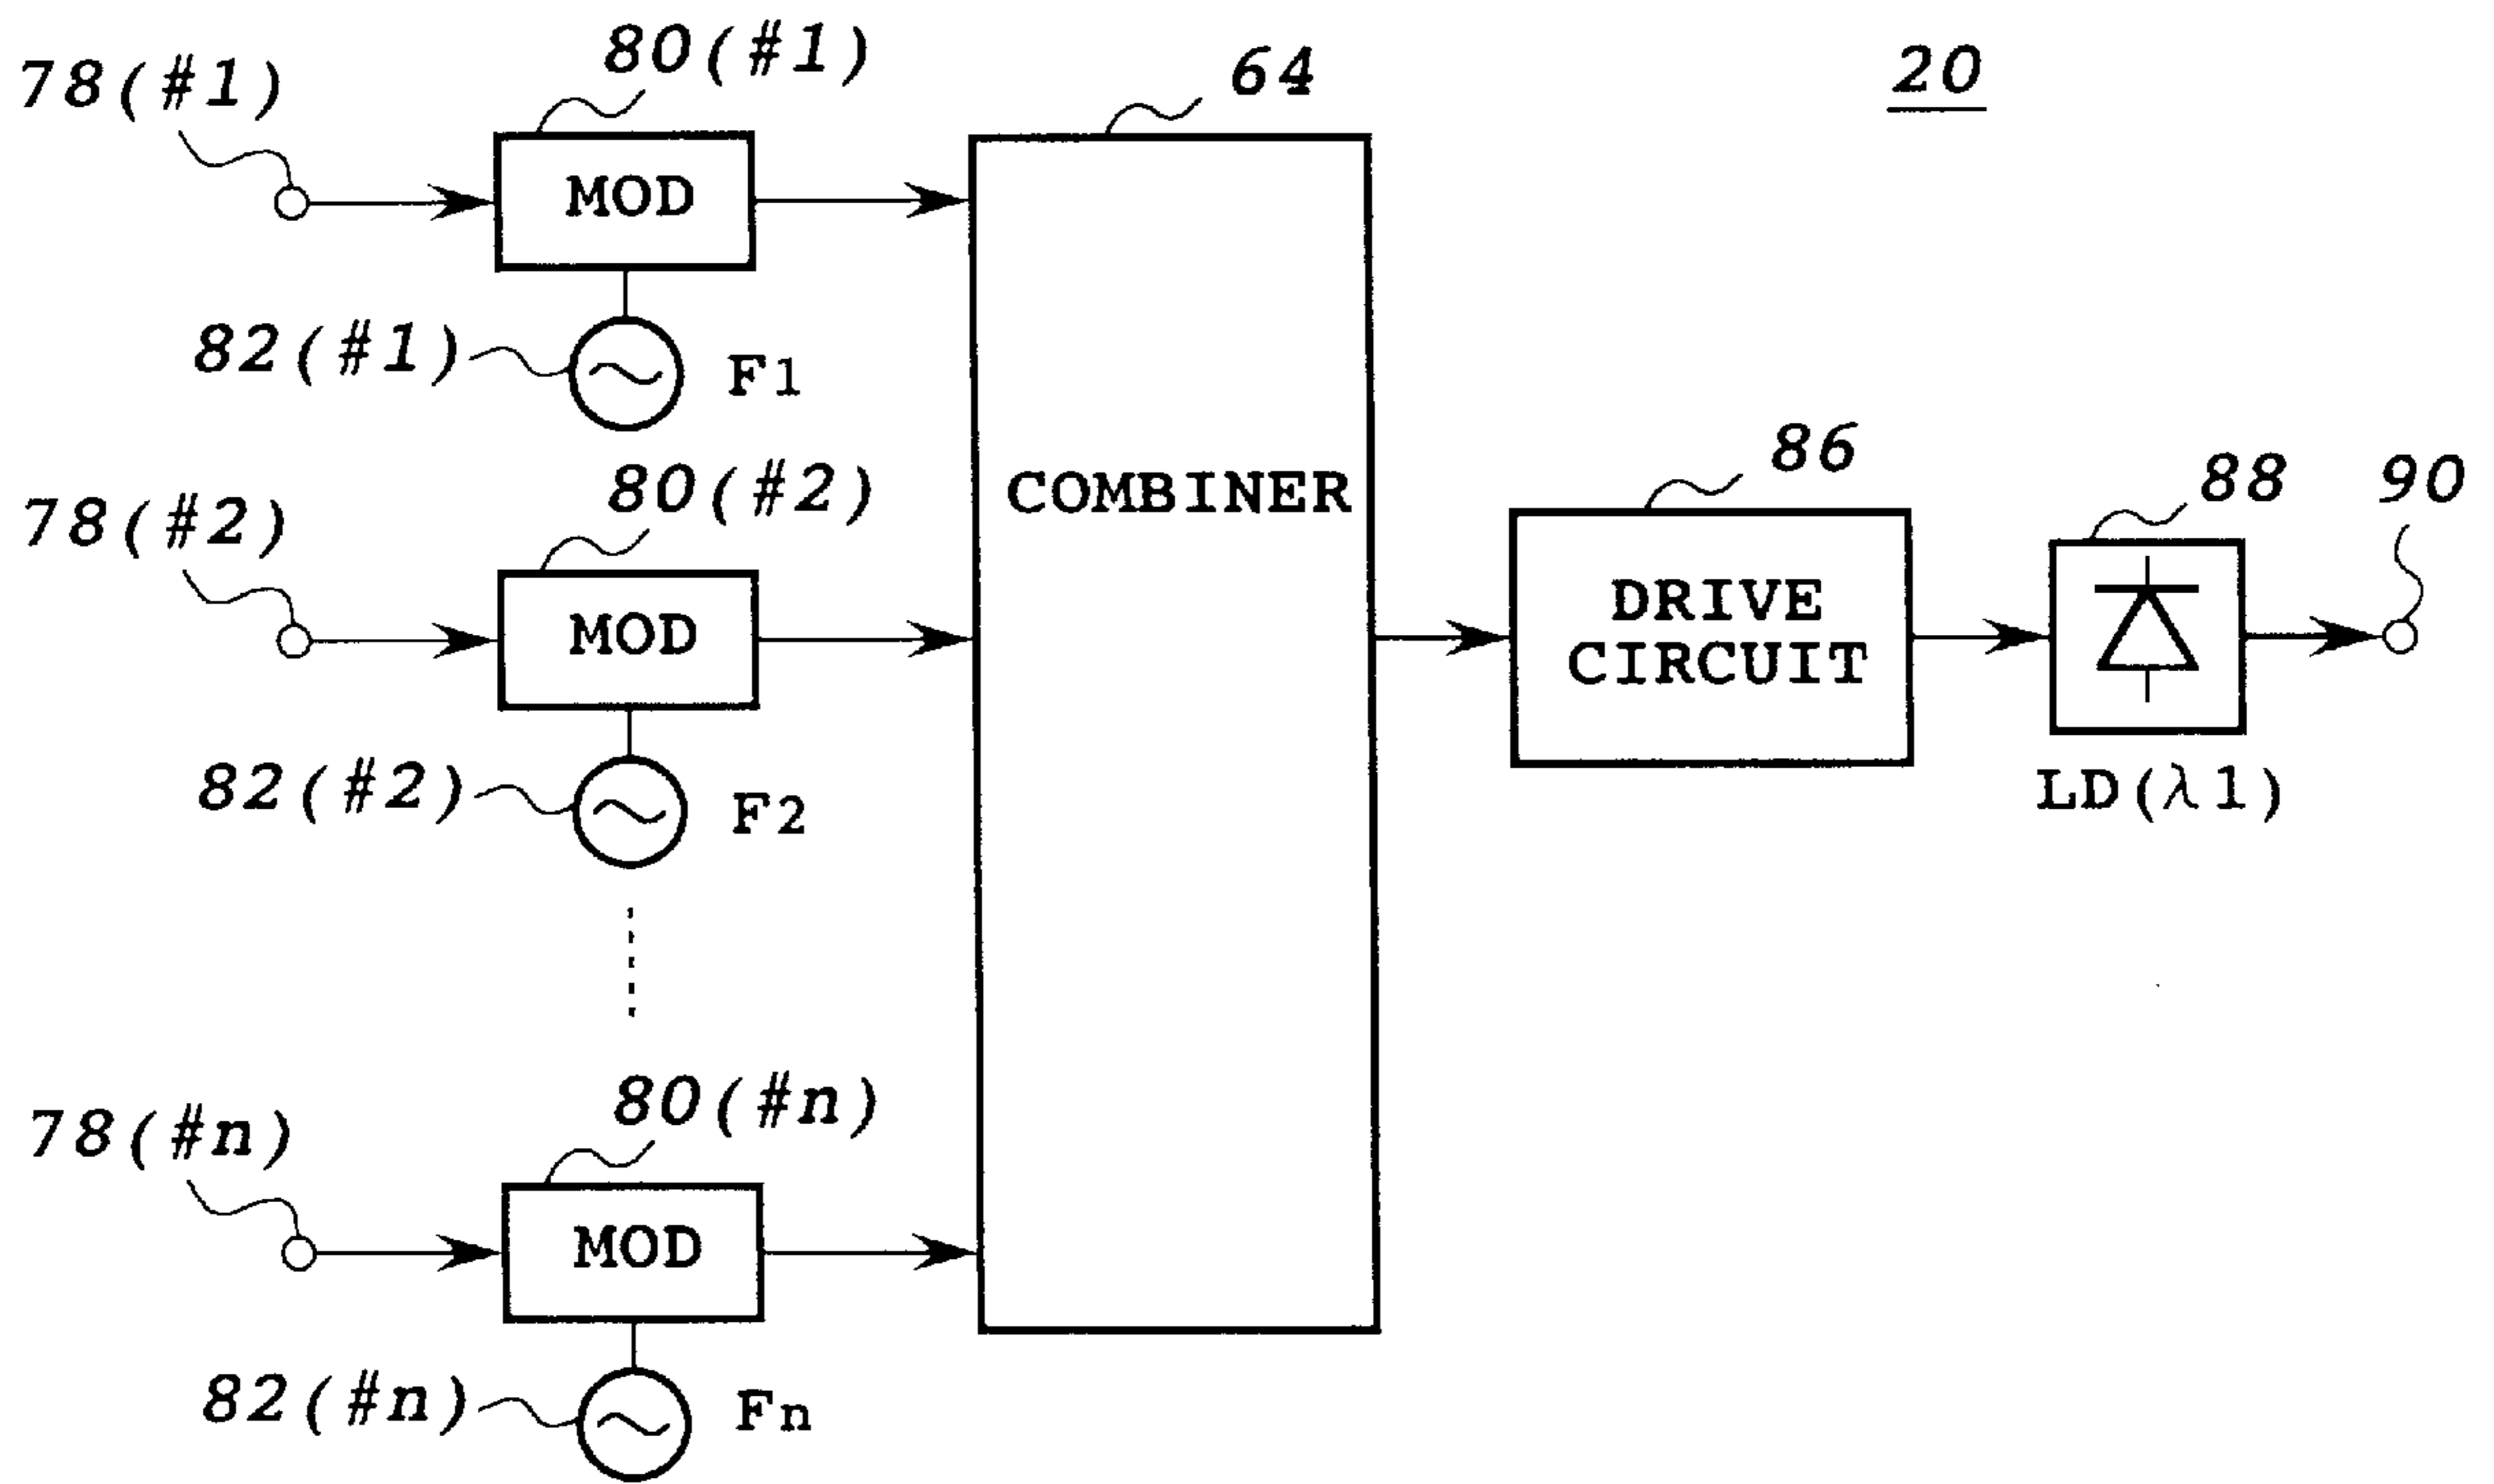 80(#1)
64
20
78(#1)
MOD
82(#1)
F1
80(#2)
COMBINER
86
88
90
78(#2)
MOD
DRIVE
CIRCUIT
82(#2)
F2
LD(λ1)
80(#n)
78(#n)
MOD
82(#n)
Fn